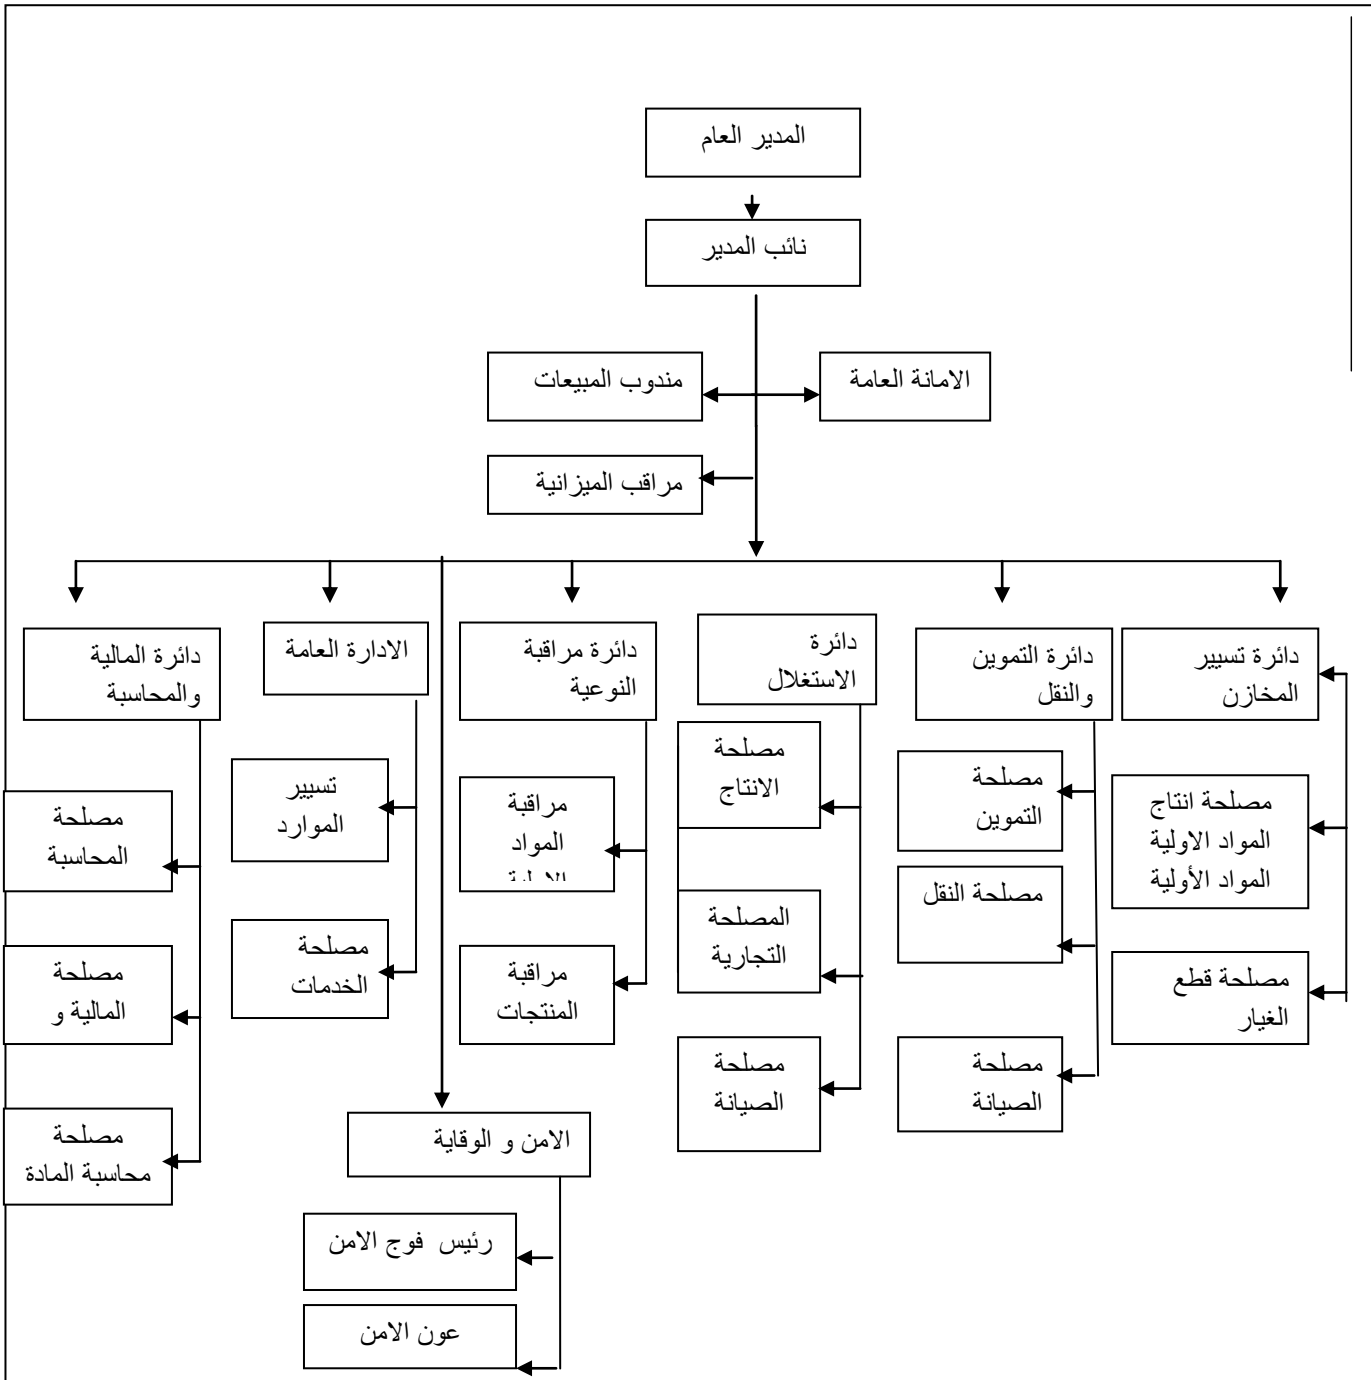 المدير العام
نائب المدير
الامانة العامة
مندوب المبيعات
مراقب الميزانية
دائرة تسيير
المخازن
مصلحة انتاج
المواد الاولية
المواد الأولية
مصلحة قطع
الغيار
دائرة التموين
والنقل
مصلحة
التموين
مصلحة النقل
مصلحة
الصيانة
دائرة
الاستغلال
مصلحة
الانتاج
المصلحة
التجارية
مصلحة
الصيانة
دائرة مراقبة
النوعية
مراقبة
المواد
مراقبة
المنتجات
الادارة العامة
تسيير
الموارد
مصلحة
الخدمات
دائرة المالية
والمحاسبة
مصلحة
المحاسبة
مصلحة
المالية و
مصلحة
محاسبة المادة
الامن و الوقاية
رئيس فوج الامن
عون الامن